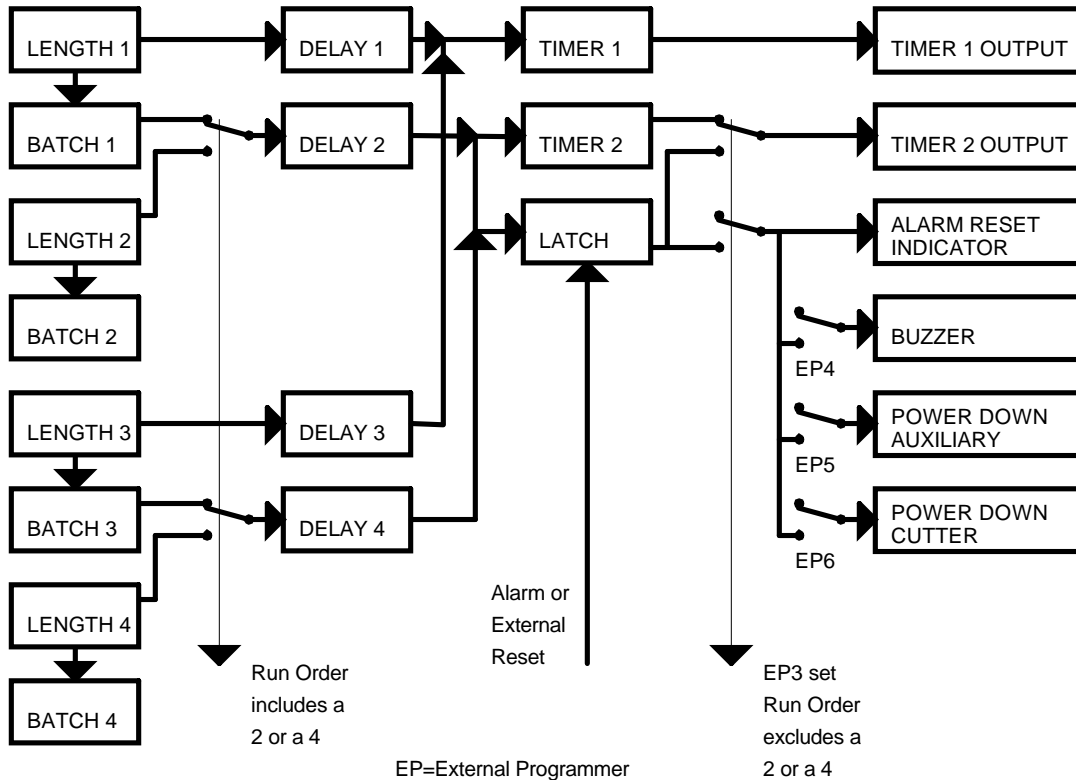 LENGTH 1
DELAY 1
TIMER 1
TIMER 1 OUTPUT
BATCH 1
DELAY 2
TIMER 2
TIMER 2 OUTPUT
LENGTH 2
LATCH
ALARM RESET
INDICATOR
BATCH 2
BUZZER
EP4
LENGTH 3
DELAY 3
POWER DOWN
AUXILIARY
EP5
BATCH 3
DELAY 4
POWER DOWN
CUTTER
EP6
LENGTH 4
Alarm or
External
Reset
BATCH 4
Run Order
includes a
2 or a 4
EP3 set
Run Order
excludes a
2 or a 4
EP=External Programmer